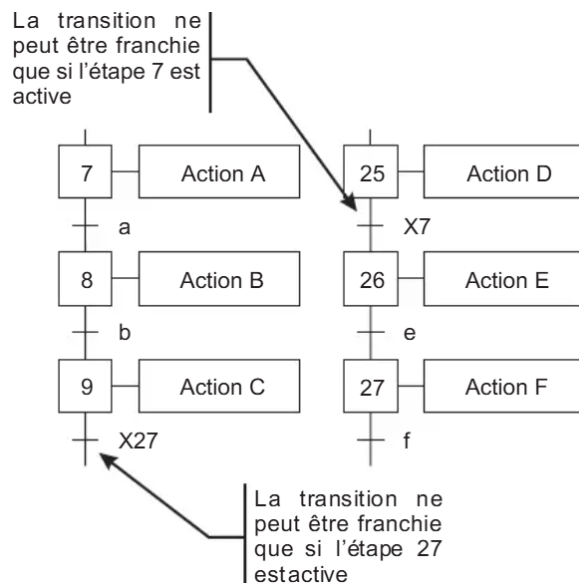 La transition ne
peut être franchie
que si l'étape 7 est
active
7
Action A
25
Action D
a
X7
8
Action B
26
Action E
b
e
9
Action C
27
Action F
X27
f
La transition ne
peut être franchie
que si l'étape 27
estactive